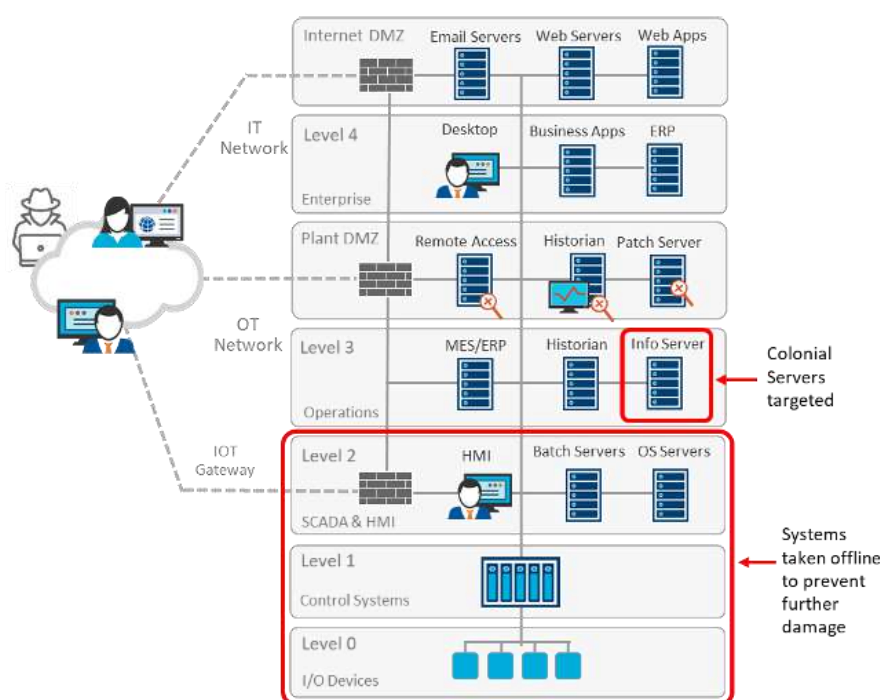 Internet DMZ
Email Servers
Web Servers
Web Apps
IT
Network
Level 4
Desktop
Business Apps
ERP
Enterprise
Plant DMZ
Remote Access
Historian
Patch Server
OT
Network
Level 3
MES/ERP
Historian
Info Server
Operations
Colonial
Servers
targeted
IOT
Gateway
Level 2
HMI
Batch Servers
OS Servers
SCADA & HMI
Level 1
Control Systems
Systems
taken offline
to prevent
further
damage
Level 0
I/O Devices